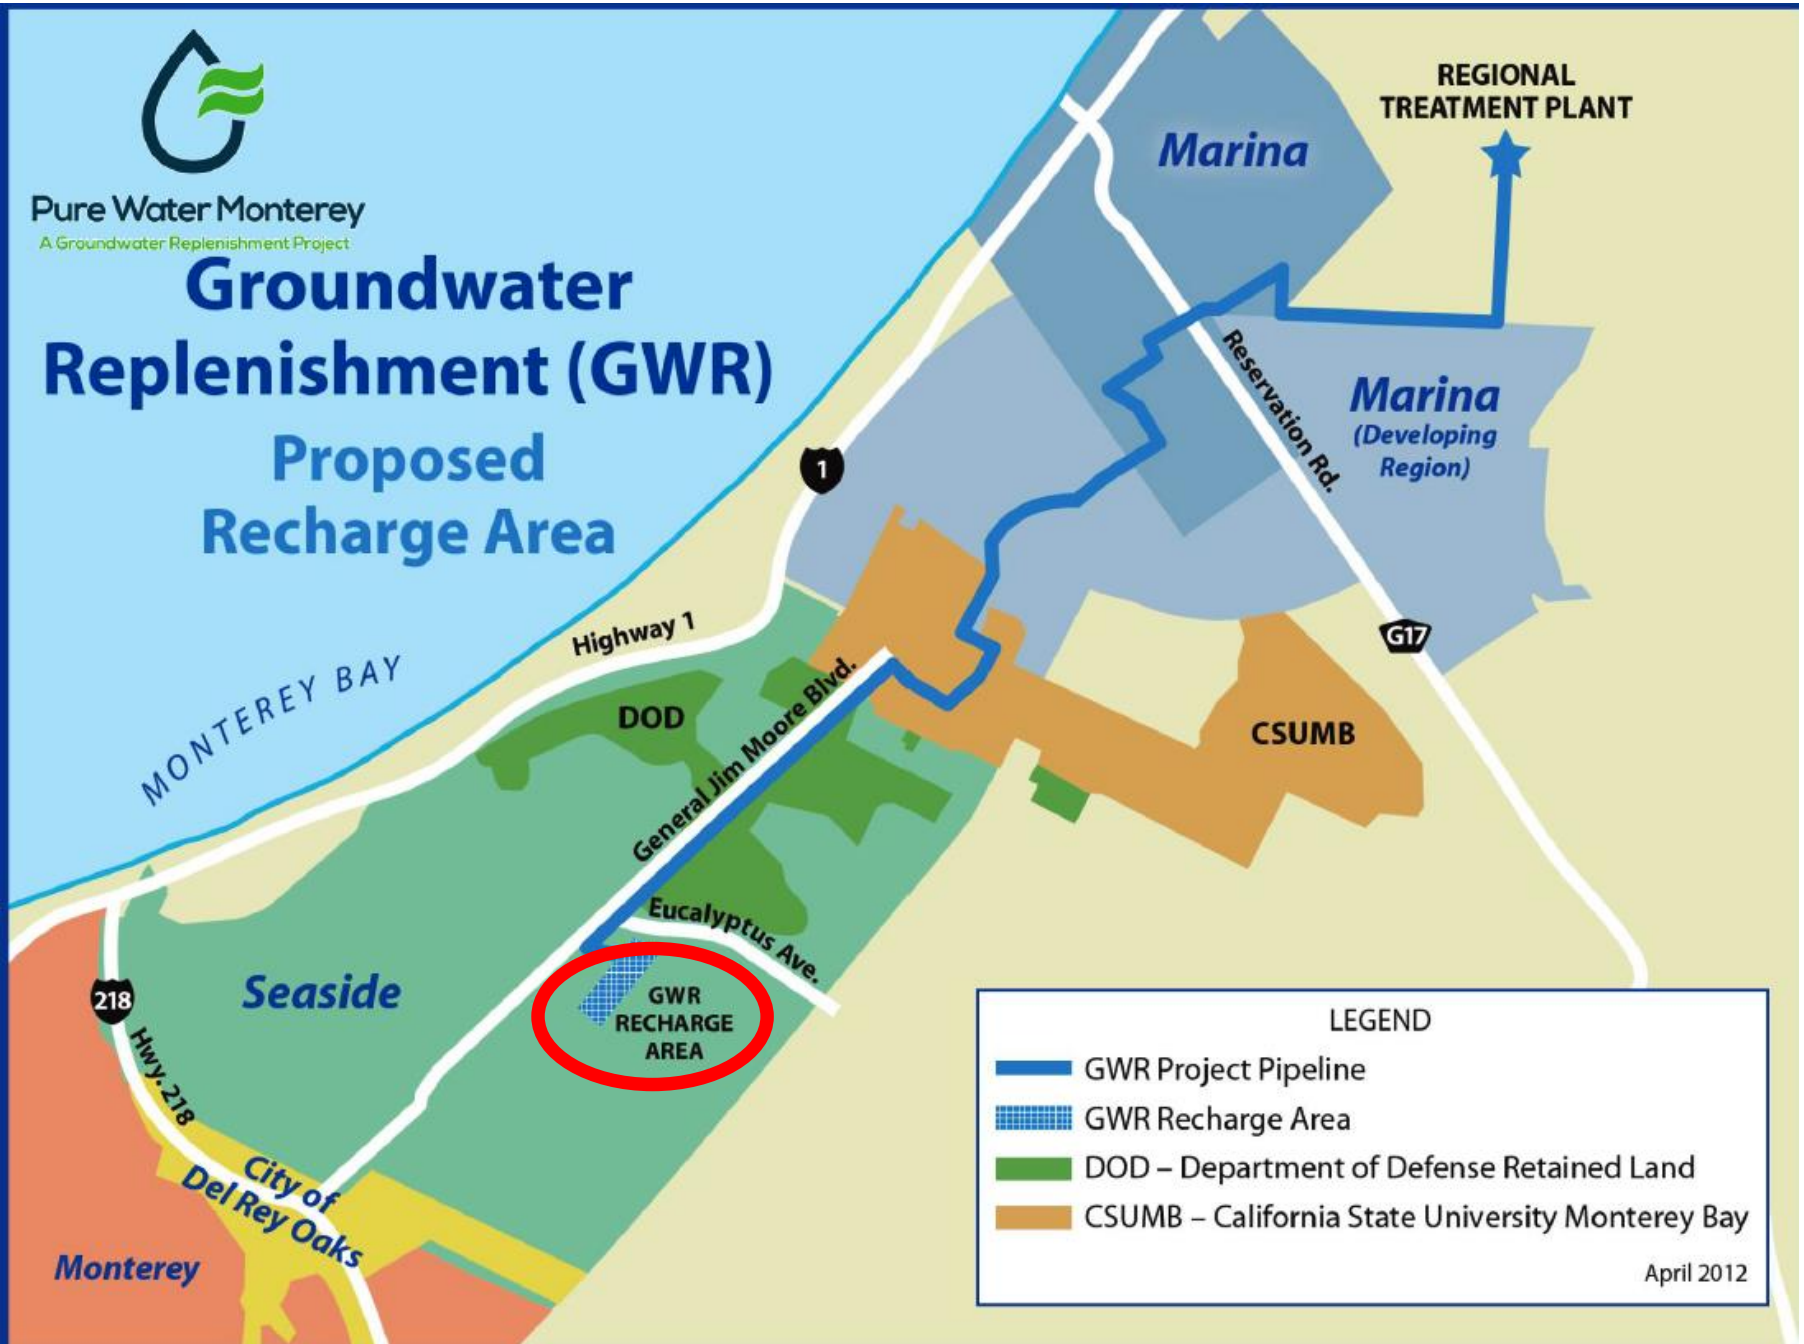 Pure Water Monterey
A Groundwater Replenishment Project
Groundwater
Replenishment (GWR)
Proposed
Recharge Area
REGIONAL
TREATMENT PLANT
Marina
Marina
(Developing
Region)
Reservation Rd.
1
G17
Highway 1
MONTEREY BAY
DOD
General Jim Moore Blvd.
CSUMB
Eucalyptus Ave.
GWR
RECHARGE
AREA
Seaside
218
Hwy. 218
City of
Del Rey Oaks
Monterey
LEGEND
GWR Project Pipeline
GWR Recharge Area
DOD – Department of Defense Retained Land
CSUMB – California State University Monterey Bay
April 2012